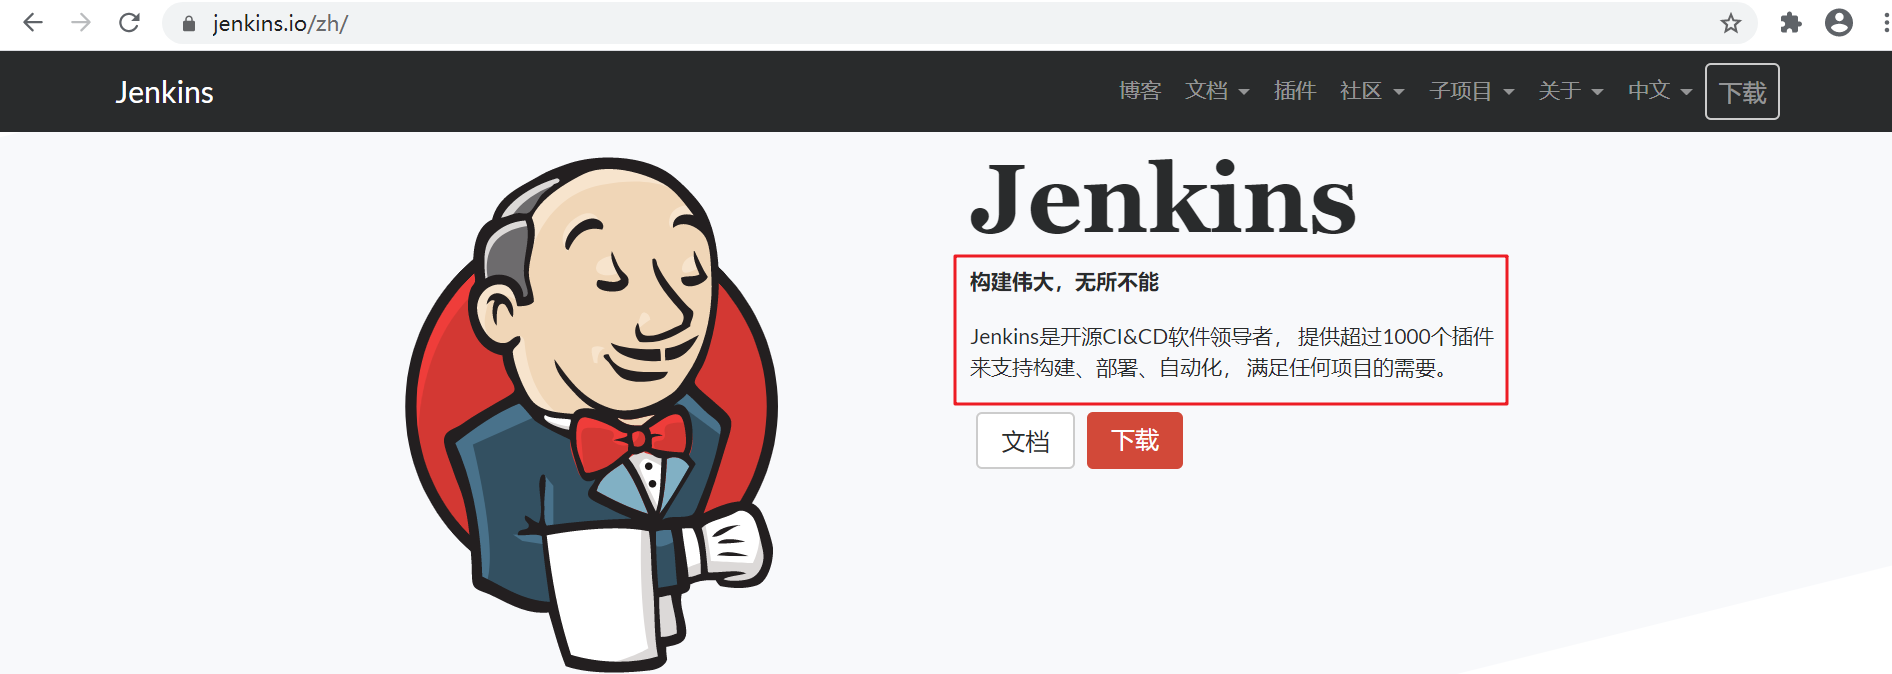 jenkins.io/zh/
Jenkins 博客 文档 插件 社区 子项目 关于 中文 下载
Jenkins
构建伟大，无所不能
Jenkins是开源CI&CD软件领导者， 提供超过1000个插件
来支持构建、部署、自动化， 满足任何项目的需要。
文档 下载